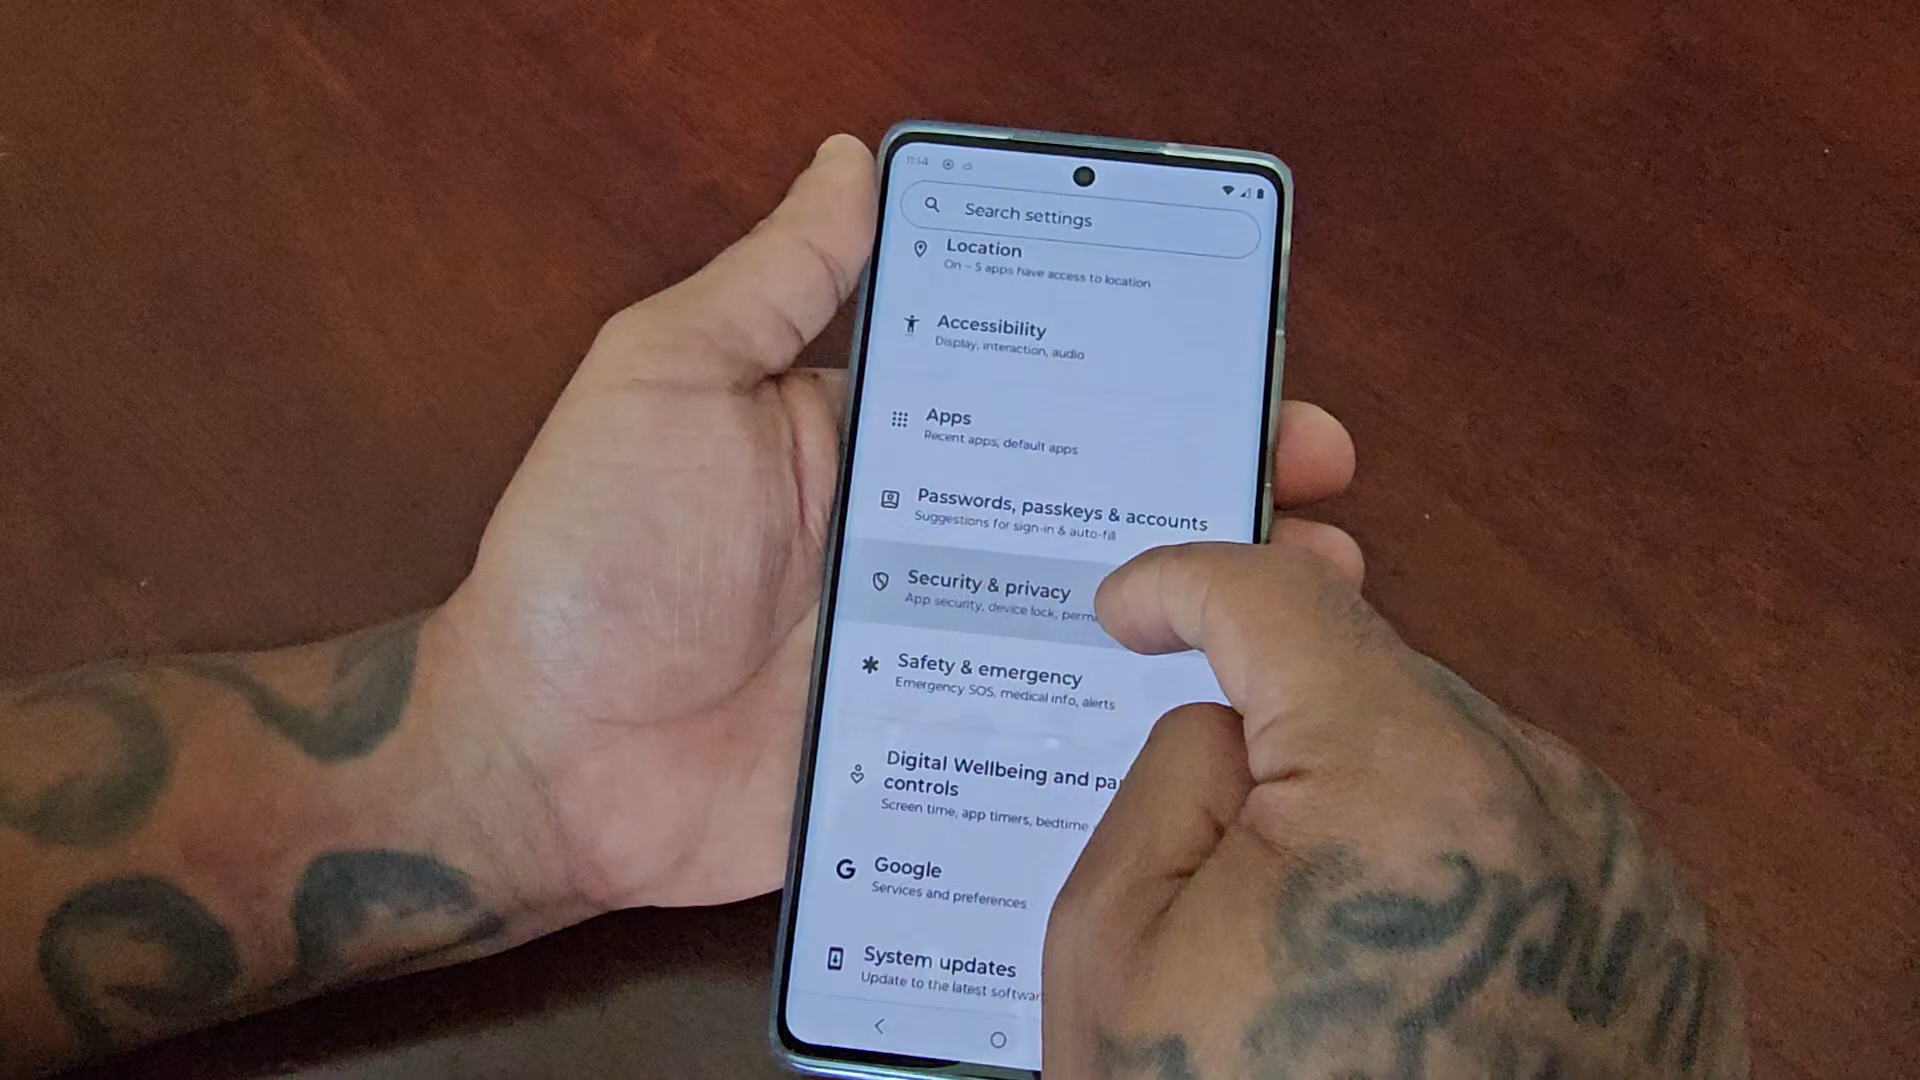 11:14
Search settings
Location
On – 5 apps have access to location
Accessibility
Display, interaction, audio
Apps
Recent apps, default apps
Passwords, passkeys & accounts
Suggestions for sign-in & auto-fill
Security & privacy
App security, device lock,
Safety & emergency
Emergency SOS, medical info, alerts
Digital Wellbeing and
controls
Screen time, app timers, bedtime
Google
Services and preferences
System updates
Update to the latest